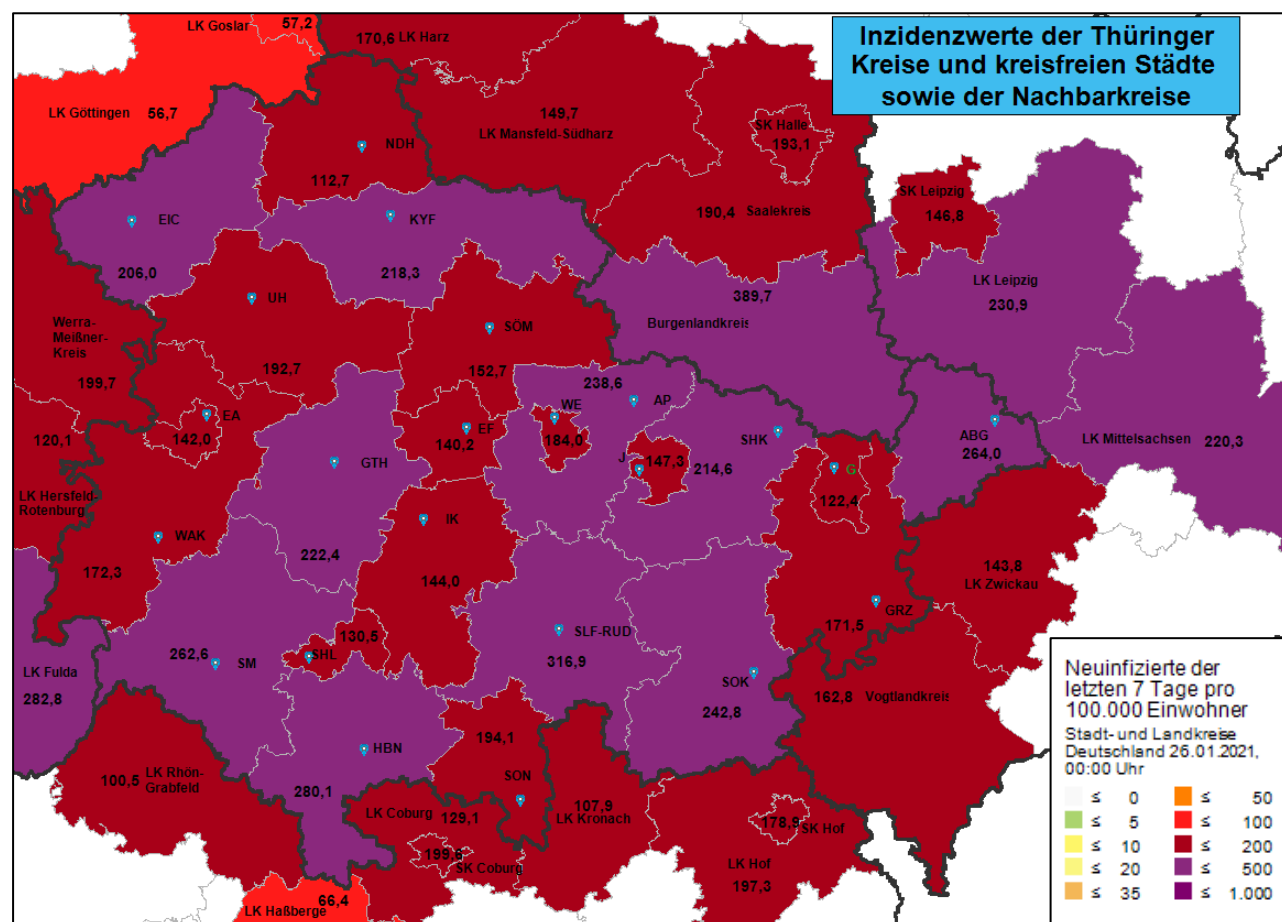 LK Goslar
57,2
170,6 LK Harz
Inzidenzwerte der Thüringer
Kreise und kreisfreien Städte
sowie der Nachbarkreise
LK Göttingen
56,7
149,7
LK Mansfeld-Südharz
SK Halle
193,1
NDH
112,7
SK Leipzig
146,8
190,4 Saalekreis
EIC
206,0
KYF
218,3
LK Leipzig
230,9
389,7
Burgenlandkreis
UH
192,7
SÖM
152,7
Werra-
Meißner-
Kreis
199,7
238,6
AP
WE
184,0
EA
142,0
EF
140,2
SHK
214,6
ABG
264,0
LK Mittelsachsen
220,3
120,1
LK Hersfeld-
Rotenburg
GTH
222,4
J
147,3
G
122,4
WAK
172,3
IK
144,0
143,8
LK Zwickau
GRZ
171,5
130,5
SHL
SLF-RUD
316,9
262,6
SM
LK Fulda
282,8
SOK
242,8
162,8
Vogtlandkreis
HBN
280,1
194,1
SON
100,5
LK Rhön-
Grabfeld
LK Coburg
129,1
107,9
LK Kronach
199,6
SK Coburg
178,9
SK Hof
LK Hof
197,3
66,4
LK Haßberge
Neuinfizierte der
letzten 7 Tage pro
100.000 Einwohner
Stadt- und Landkreise
Deutschland 26.01.2021,
00:00 Uhr
≤ 0 ≤ 50
≤ 5 ≤ 100
≤ 10 ≤ 200
≤ 20 ≤ 500
≤ 35 ≤ 1.000